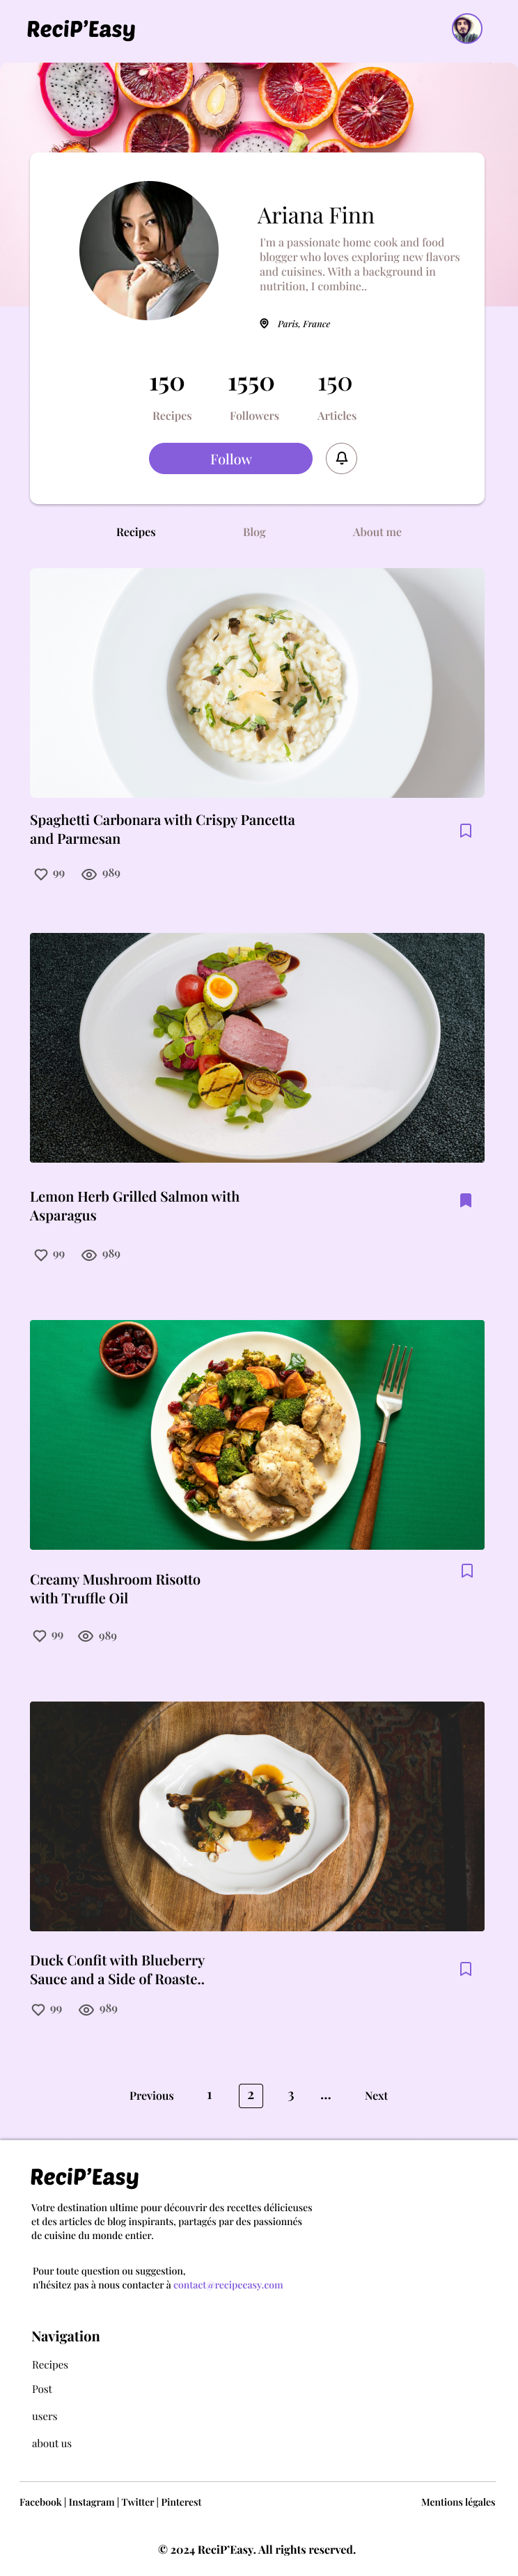 ReciP'Easy
Ariana Finn
I'm a passionate home cook and food
blogger who loves exploring new flavors
and cuisines. With a background in
nutrition, I combine..
Paris, France
150 1550 150
Recipes Followers Articles
Follow
Recipes Blog About me
Spaghetti Carbonara with Crispy Pancetta
and Parmesan
99 989
Lemon Herb Grilled Salmon with
Asparagus
99 989
Creamy Mushroom Risotto
with Truffle Oil
99 989
Duck Confit with Blueberry
Sauce and a Side of Roaste..
99 989
Previous 1 2 3 ... Next
ReciP'Easy
Votre destination ultime pour découvrir des recettes délicieuses
et des articles de blog inspirants, partagés par des passionnés
de cuisine du monde entier.
Pour toute question ou suggestion,
n'hésitez pas à nous contacter à contact@recipeeasy.com
Navigation
Recipes
Post
users
about us
Facebook | Instagram | Twitter | Pinterest Mentions légales
© 2024 ReciP'Easy. All rights reserved.